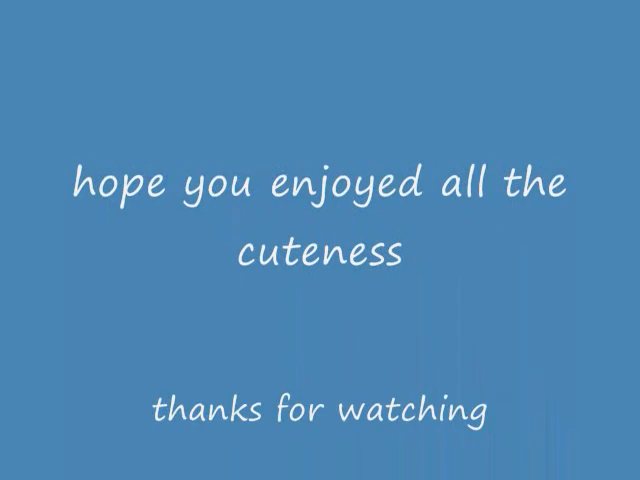 hope you enjoyed all the
cuteness
thanks for watching